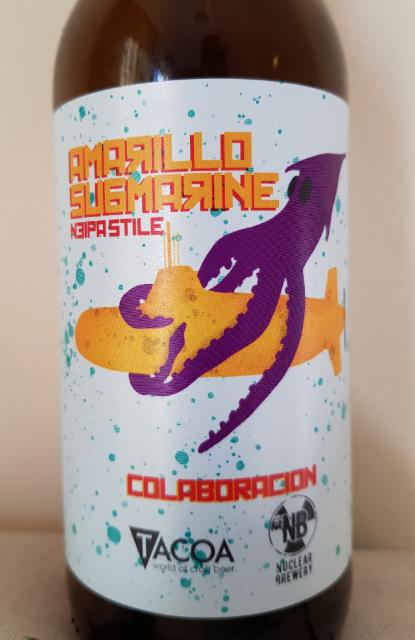 AMARILLO
SUBMARINE
NEIPA STILE
COLABORACION
TACOA
world of craft beer
NB
NUCLEAR
BREWERY